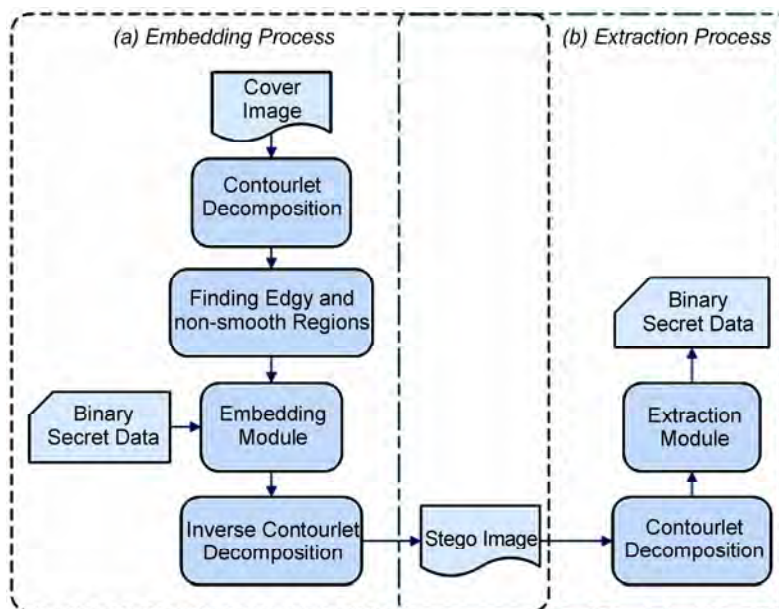 (a) Embedding Process
(b) Extraction Process
Cover
Image
Contourlet
Decomposition
Finding Edgy and
non-smooth Regions
Binary
Secret Data
Embedding
Module
Inverse Contourlet
Decomposition
Stego Image
Binary
Secret Data
Extraction
Module
Contourlet
Decomposition